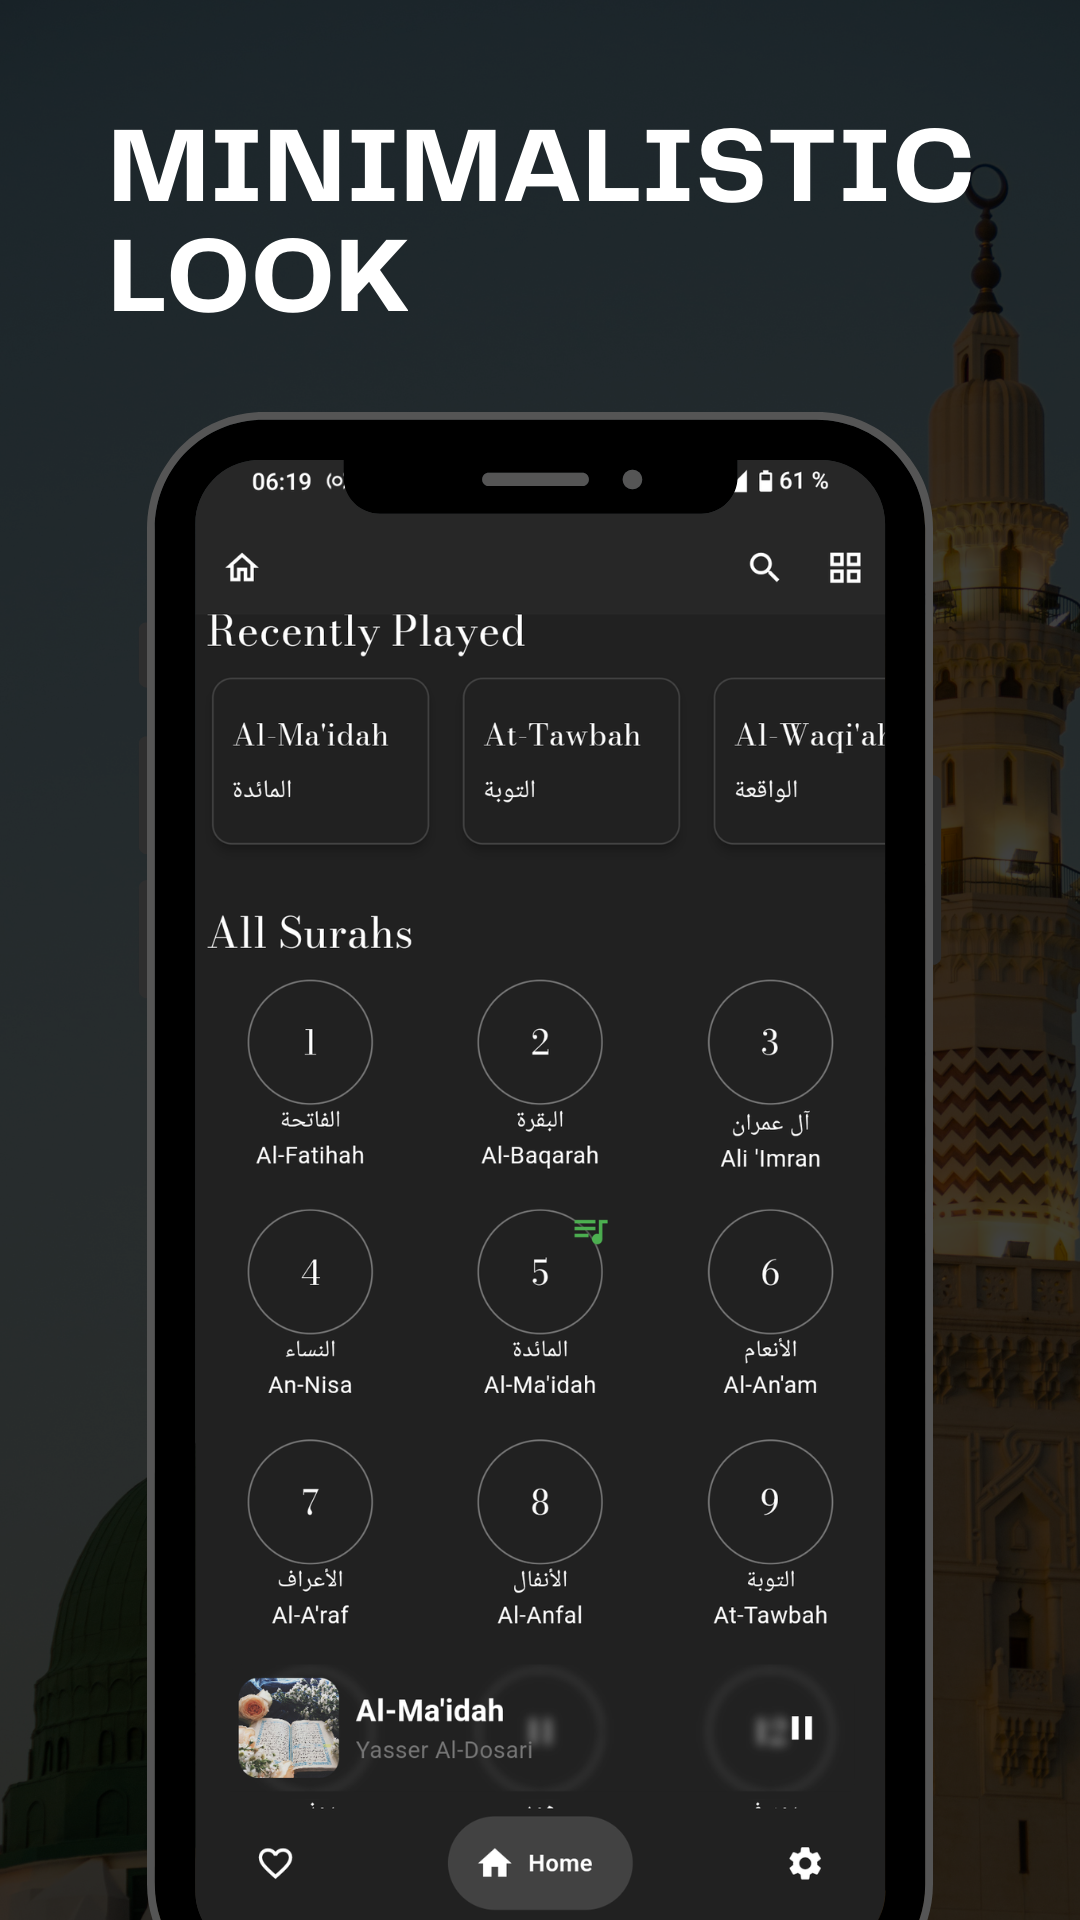 MINIMALISTIC
LOOK
06:19 61 %
Recently Played
Al-Ma'idah
المائدة
At-Tawbah
التوبة
Al-Waqi'ah
الواقعة
All Surahs
1
الفاتحة
Al-Fatihah
2
البقرة
Al-Baqarah
3
آل عمران
Ali 'Imran
4
النساء
An-Nisa
5
المائدة
Al-Ma'idah
6
الأنعام
Al-An'am
7
الأعراف
Al-A'raf
8
الأنفال
Al-Anfal
9
التوبة
At-Tawbah
Al-Ma'idah
Yasser Al-Dosari
11
12
Home